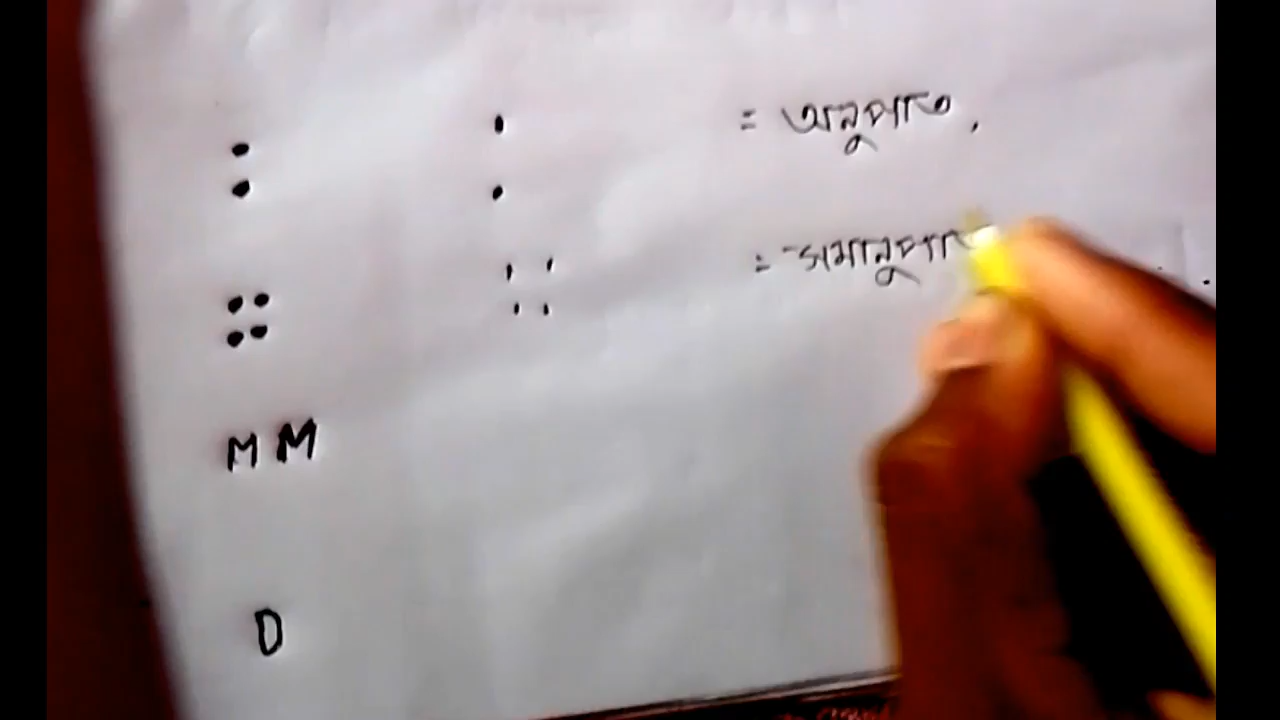 : : = অনুপাত,
:: :: = সমানুপাত
M M
D